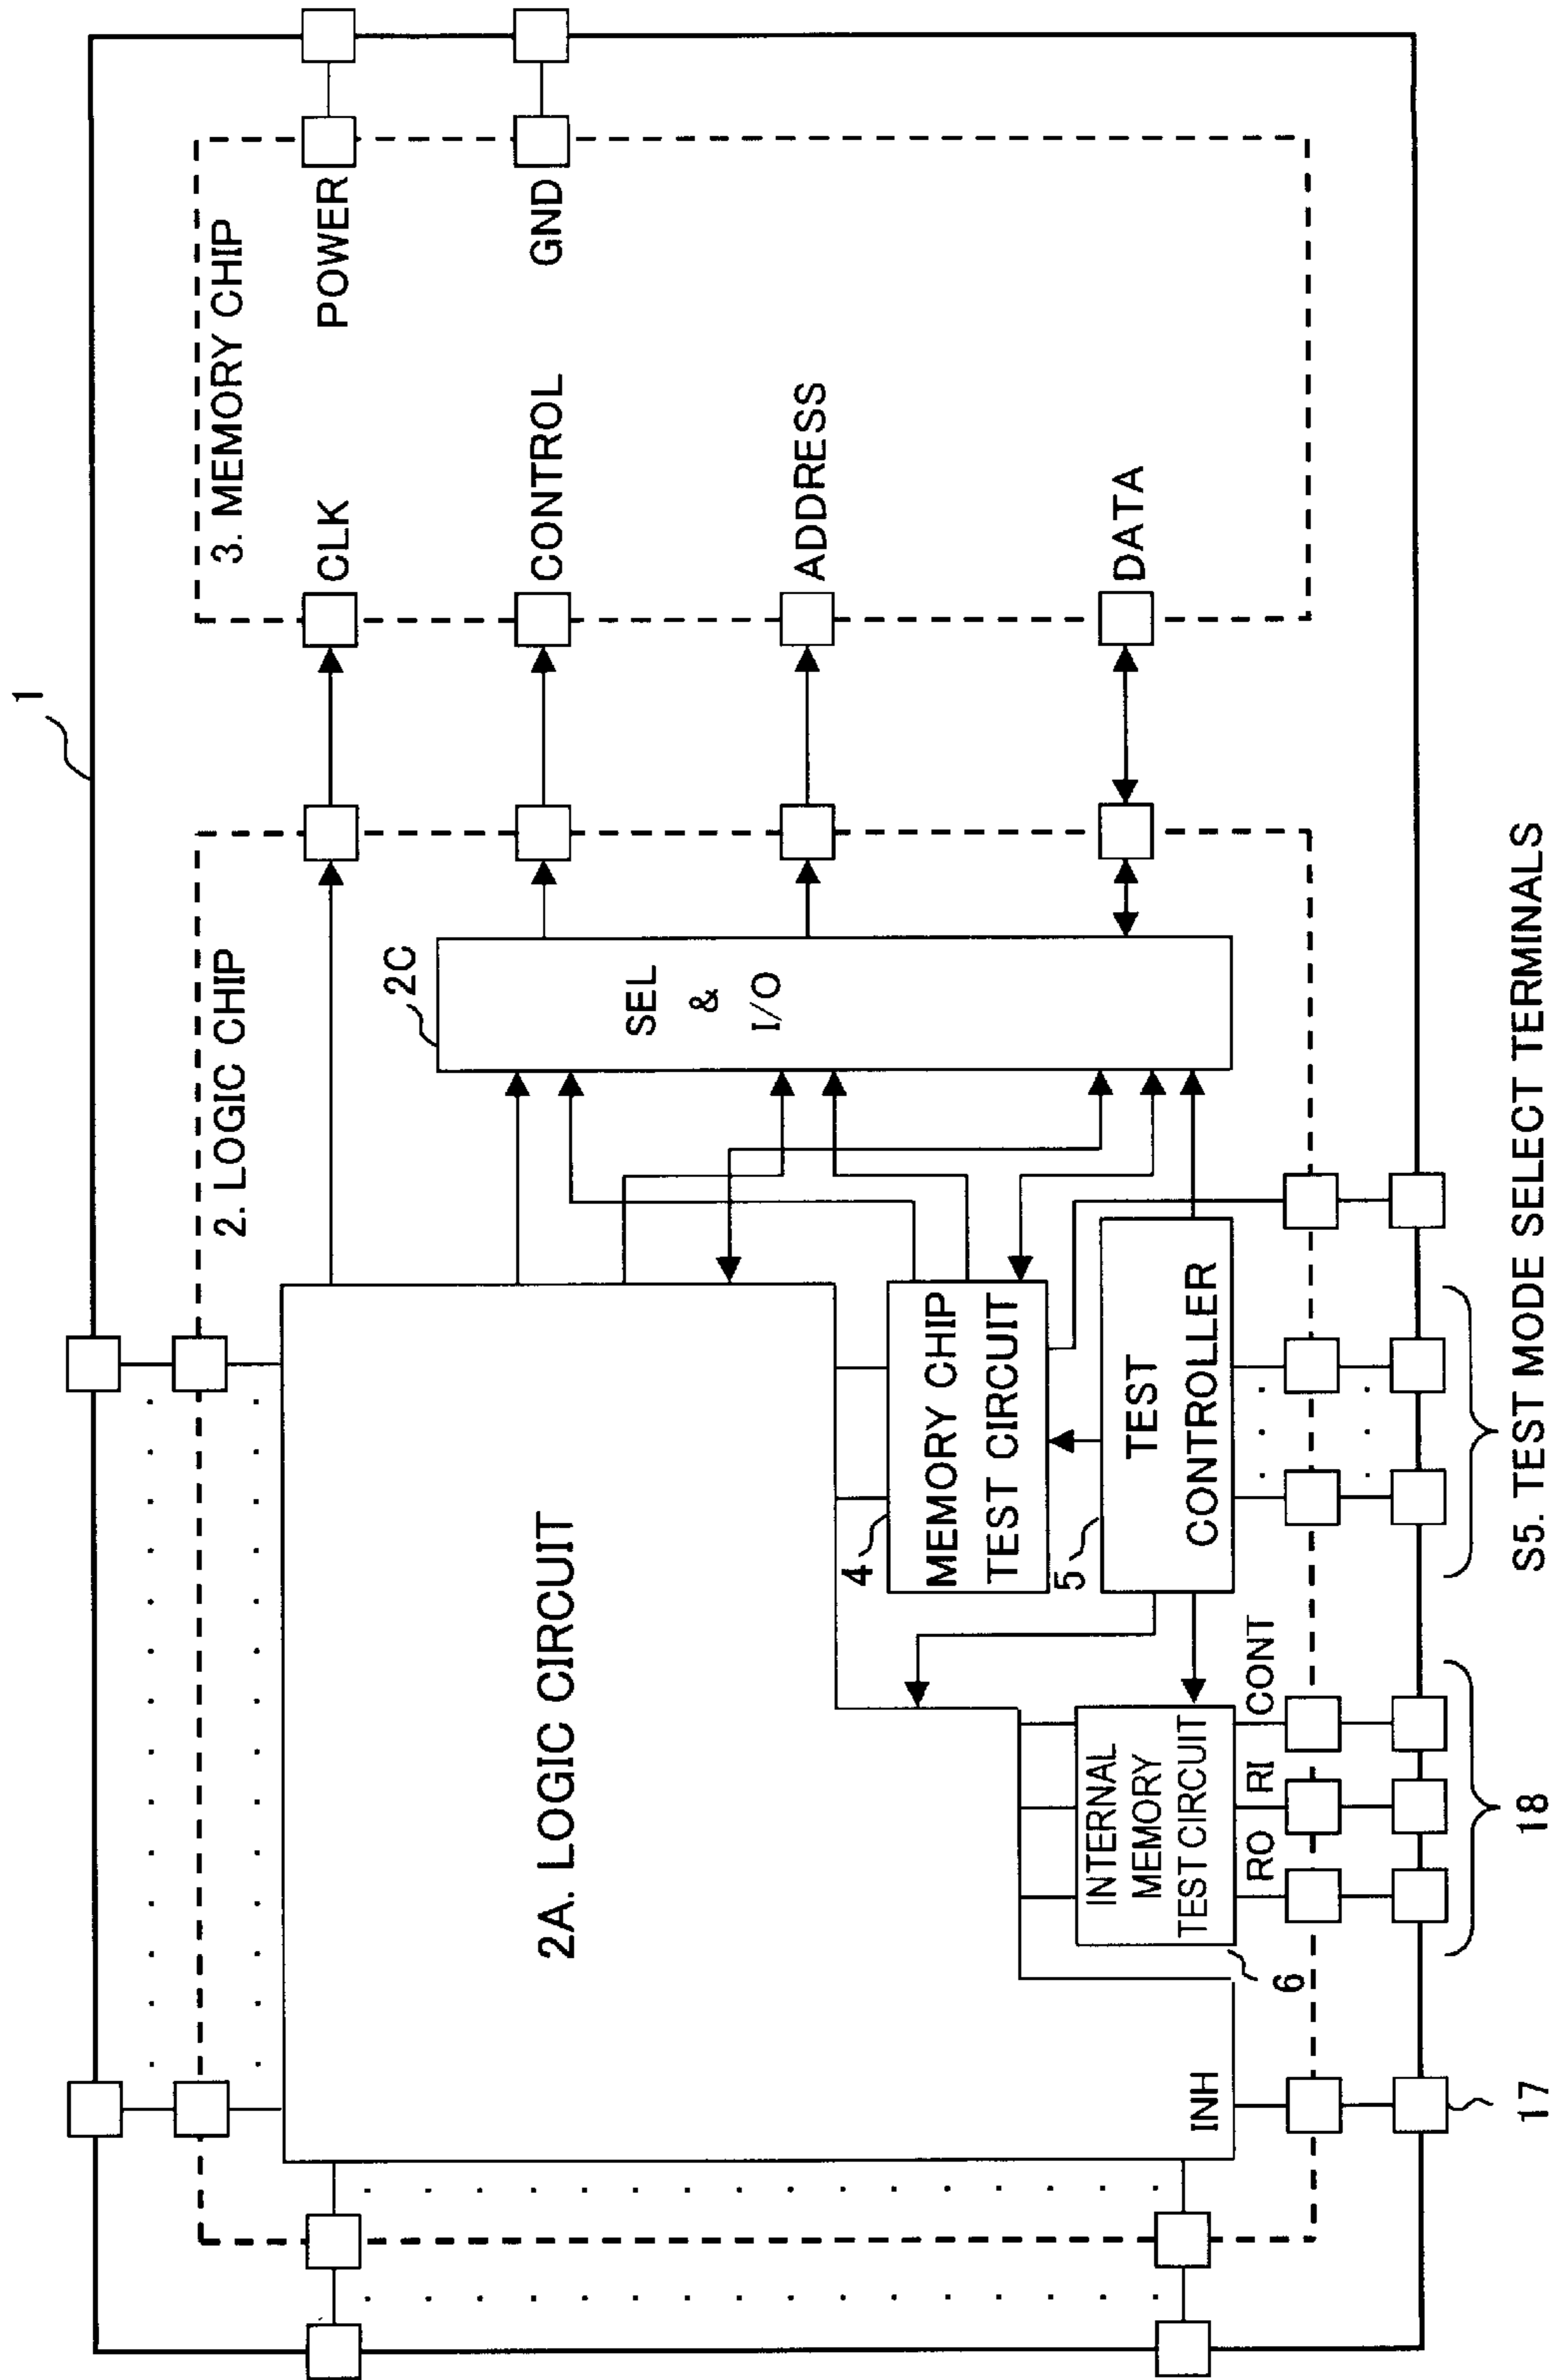 1
2. LOGIC CHIP
3. MEMORY CHIP
CLK
POWER
CONTROL
GND
ADDRESS
DATA
2C
SEL
&
I/O
2A. LOGIC CIRCUIT
4
MEMORY CHIP
TEST CIRCUIT
5
TEST
CONTROLLER
INTERNAL
MEMORY
TEST CIRCUIT
6
INH
RO
RI
CONT
17
18
S5. TEST MODE SELECT TERMINALS